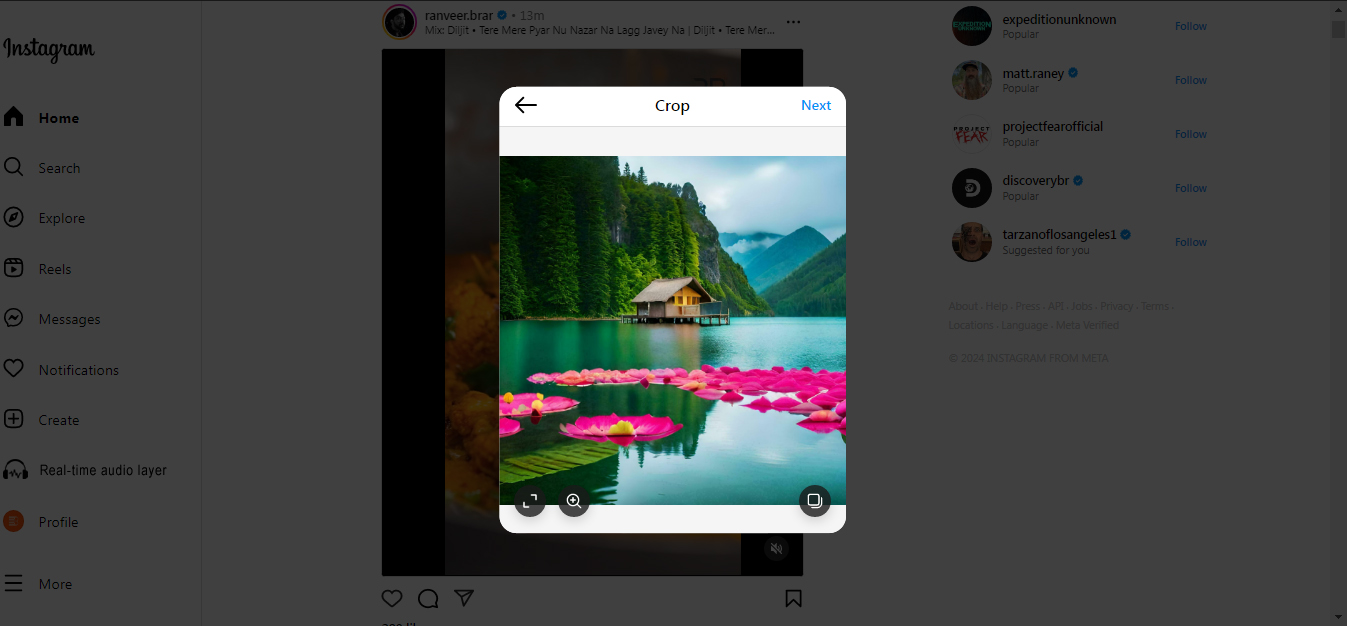 Instagram
Home
Search
Explore
Reels
Messages
Notifications
Create
Real-time audio layer
Profile
More
ranveer.brar • 13m
Mix: Diljit • Tere Mere Pyar Nu Nazar Na Lagg Javey Na | Diljit • Tere Mer...
Crop
Next
expeditionunknown
Popular
Follow
matt.raney
Popular
Follow
PROJECT
FEAR
projectfearofficial
Popular
Follow
discoverybr
Popular
Follow
tarzanoflosangeles1
Suggested for you
Follow
About · Help · Press · API · Jobs · Privacy · Terms ·
Locations · Language · Meta Verified
© 2024 INSTAGRAM FROM META